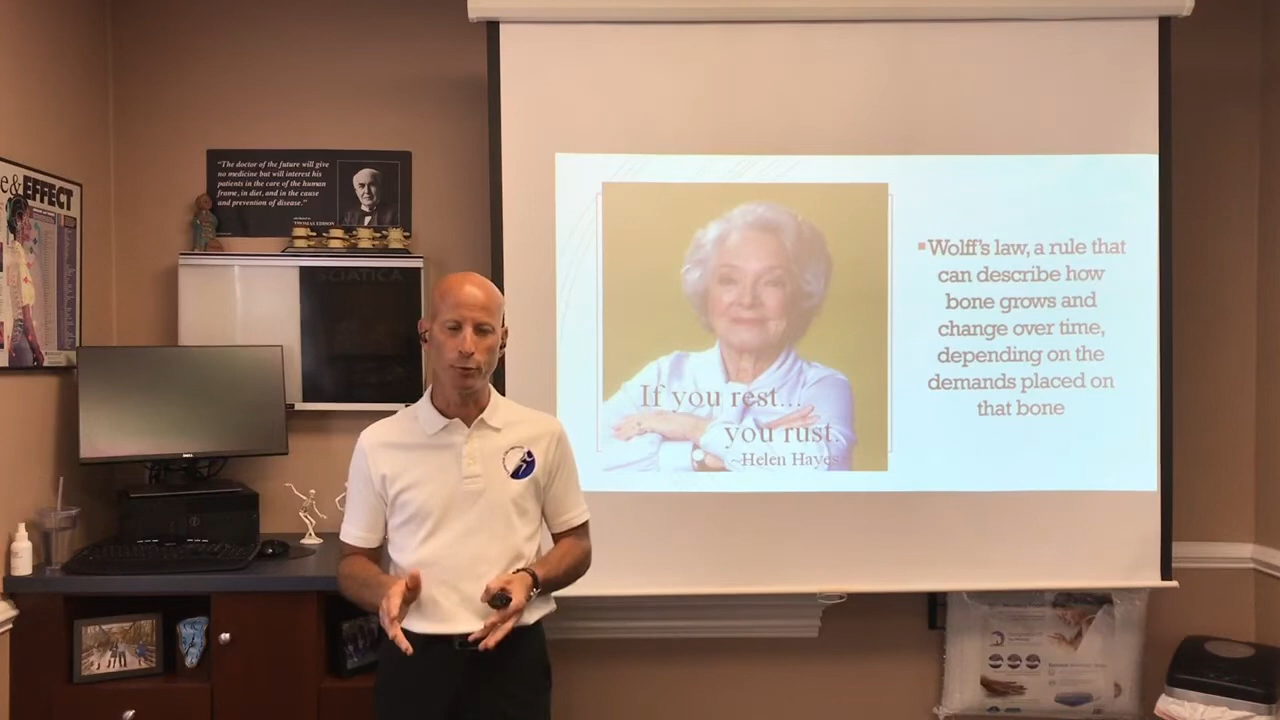 e & EFFECT
"The doctor of the future will give
no medicine but will interest his
patients in the care of the human
frame, in diet, and in the cause
and prevention of disease."
THOMAS EDISON
SCIATICA
DELL
If you rest...
you rust.
~Helen Hayes
Wolff's law, a rule that
can describe how
bone grows and
change over time,
depending on the
demands placed on
that bone